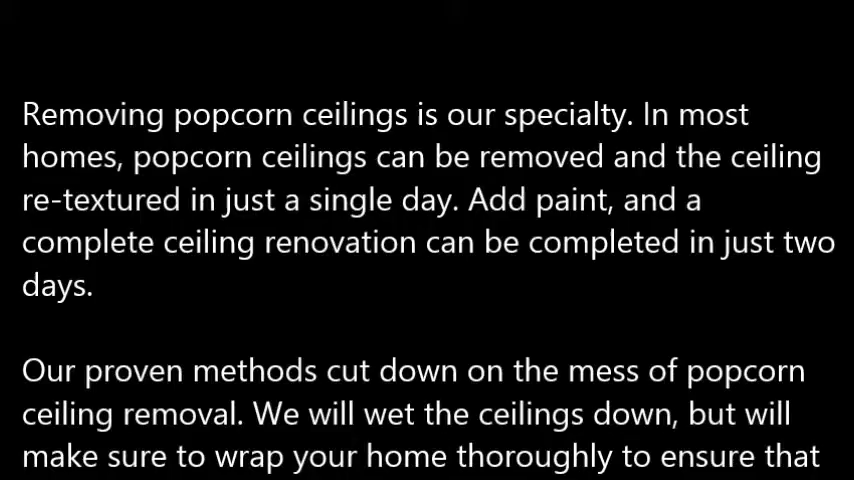 Removing popcorn ceilings is our specialty. In most
homes, popcorn ceilings can be removed and the ceiling
re-textured in just a single day. Add paint, and a
complete ceiling renovation can be completed in just two
days.
Our proven methods cut down on the mess of popcorn
ceiling removal. We will wet the ceilings down, but will
make sure to wrap your home thoroughly to ensure that